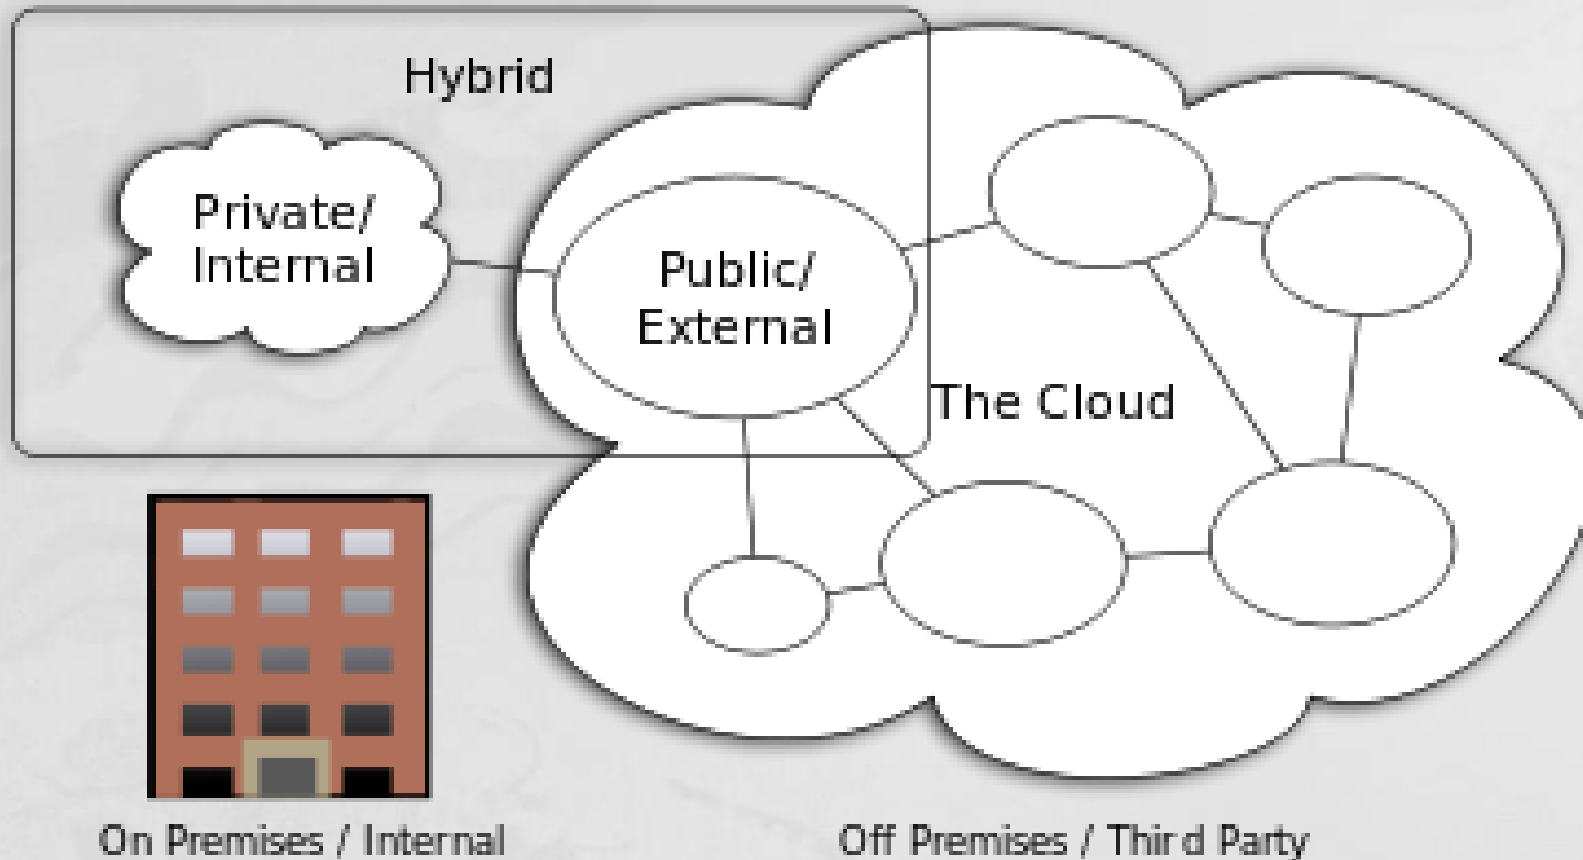 Hybrid
Private/
Internal
Public/
External
The Cloud
On Premises / Internal
Off Premises / Third Party